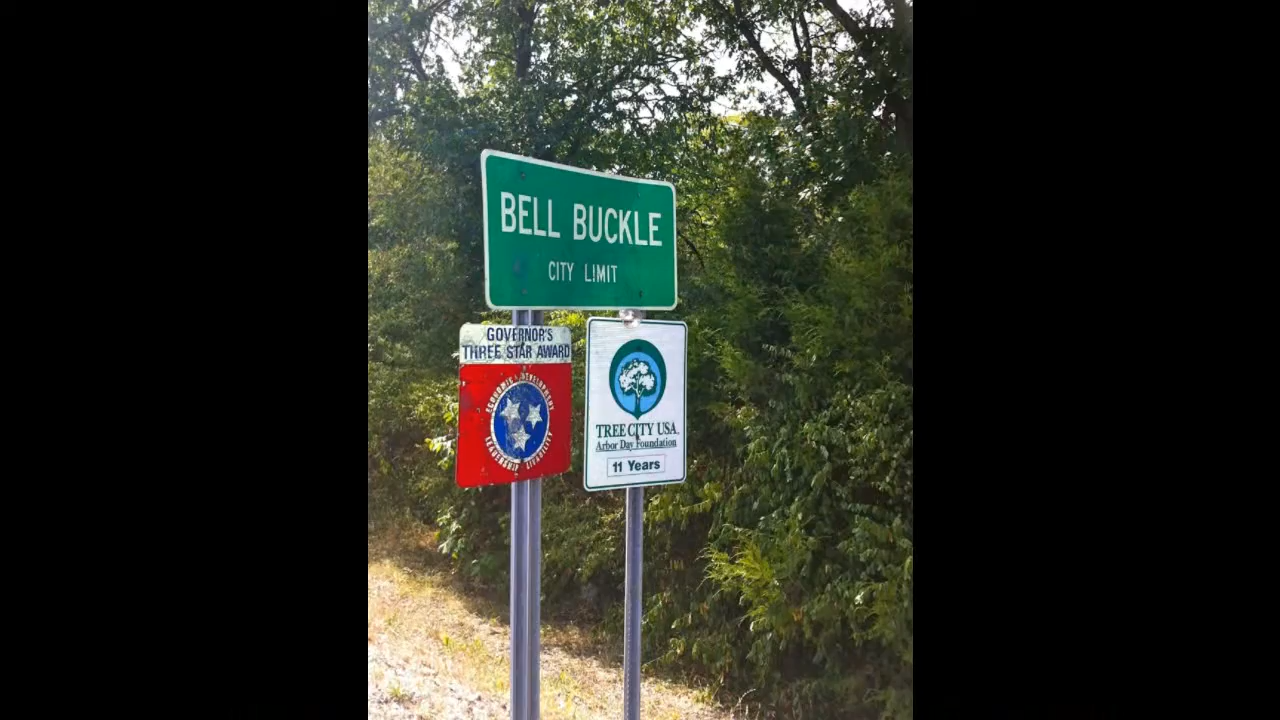 BELL BUCKLE
CITY LIMIT
GOVERNOR'S
THREE STAR AWARD
TREE CITY USA
Arbor Day Foundation
11 Years